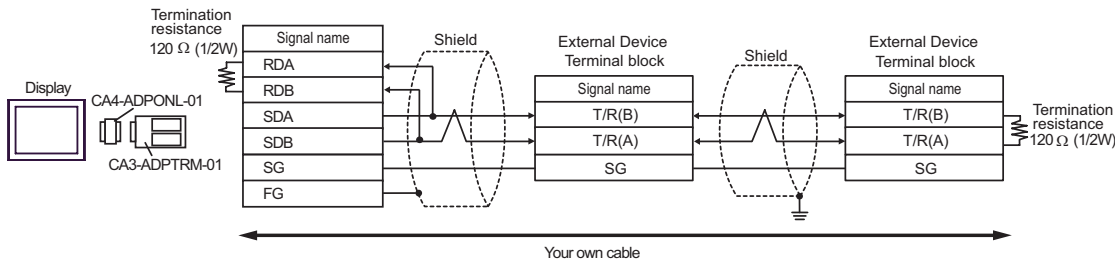 Termination
resistance
120 Ω (1/2W)
Display
CA4-ADPONL-01
CA3-ADPTRM-01
Signal name
RDA
RDB
SDA
SDB
SG
FG
Shield
External Device
Terminal block
Signal name
T/R(B)
T/R(A)
SG
Shield
External Device
Terminal block
Signal name
T/R(B)
T/R(A)
SG
Termination
resistance
120 Ω (1/2W)
Your own cable